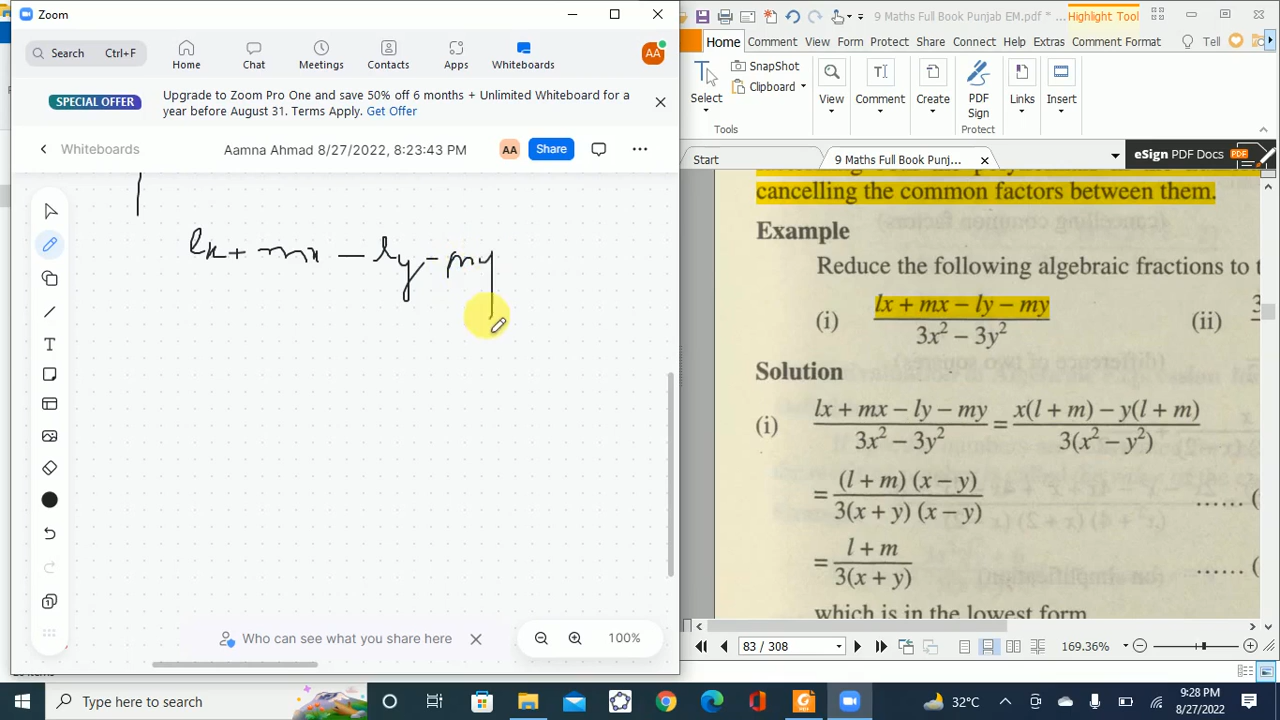 Zoom
Search Ctrl+F
Home Chat Meetings Contacts Apps Whiteboards
AA
SPECIAL OFFER
Upgrade to Zoom Pro One and save 50% off 6 months + Unlimited Whiteboard for a
year before August 31. Terms Apply. Get Offer
Whiteboards
Aamna Ahmad 8/27/2022, 8:23:43 PM
AA
Share
lx + mx — ly - my
T
Who can see what you share here
100%
9 Maths Full Book Punjab EM.pdf * ...
Highlight Tool
Home Comment View Form Protect Share Connect Help Extras Comment Format
Tell
Select
SnapShot
Clipboard
View
Comment
Create
PDF
Sign
Links
Insert
Tools
Protect
Start
9 Maths Full Book Punj...
eSign PDF Docs
PDF
cancelling the common factors between them.
Example
Reduce the following algebraic fractions to t
(i) lx + mx − ly − my
3x² − 3y²
(ii) 3
Solution
(i) lx + mx − ly − my / 3x² − 3y² = x(l + m) − y(l + m) / 3(x² − y²)
= (l + m) (x − y) / 3(x + y) (x − y) ...... (
= l + m / 3(x + y) ...... (
which is in the lowest form
83 / 308
169.36%
Type here to search
32°C
9:28 PM
8/27/2022